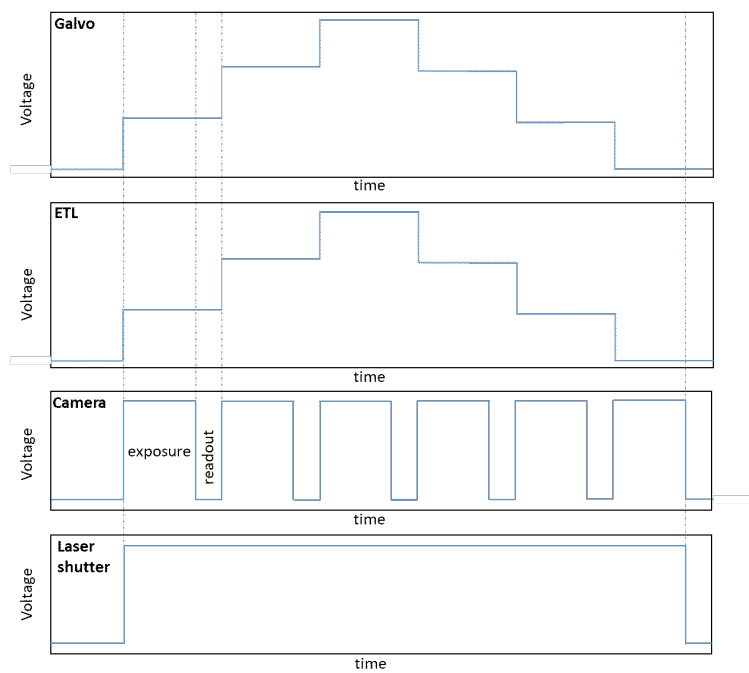 Galvo
Voltage
time
ETL
Voltage
time
Camera
Voltage
exposure
readout
time
Laser
shutter
Voltage
time